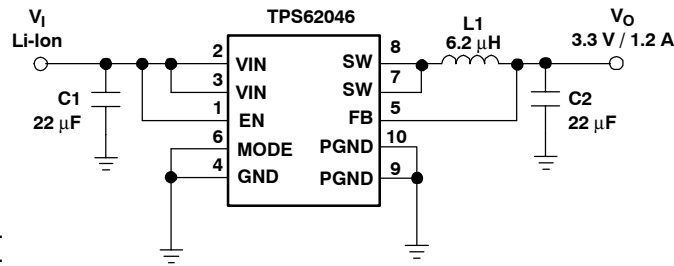 TPS62046
VI
Li-Ion
C1
22 μF
2
3
1
6
4
VIN
VIN
EN
MODE
GND
SW
SW
FB
PGND
PGND
8
7
5
10
9
L1
6.2 μH
VO
3.3 V / 1.2 A
C2
22 μF